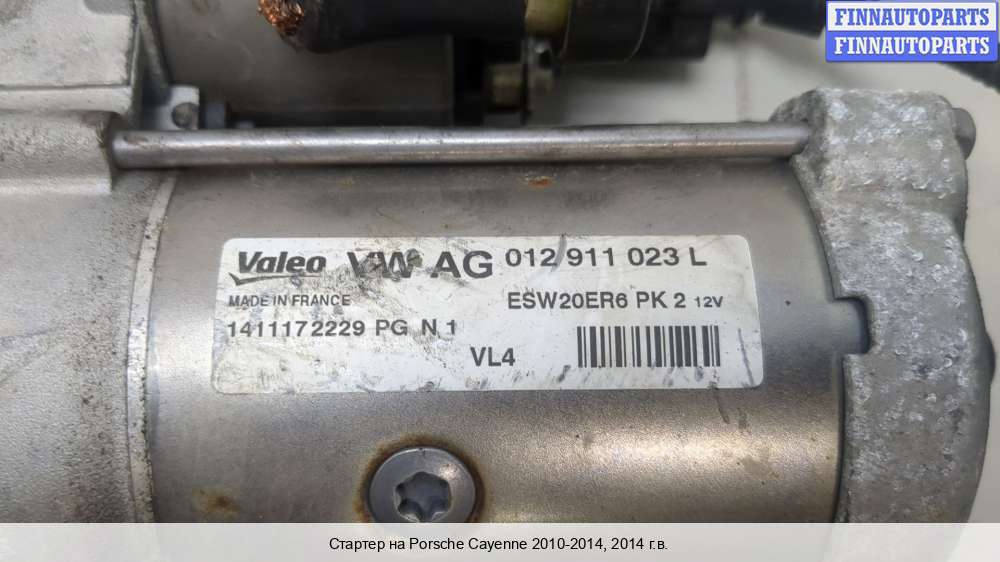 FINNAUTOPARTS
FINNAUTOPARTS
Valeo VW AG 012 911 023 L
MADE IN FRANCE ESW20ER6 PK 2 12V
1411172229 PG N 1
VL4
Стартер на Porsche Cayenne 2010-2014, 2014 г.в.